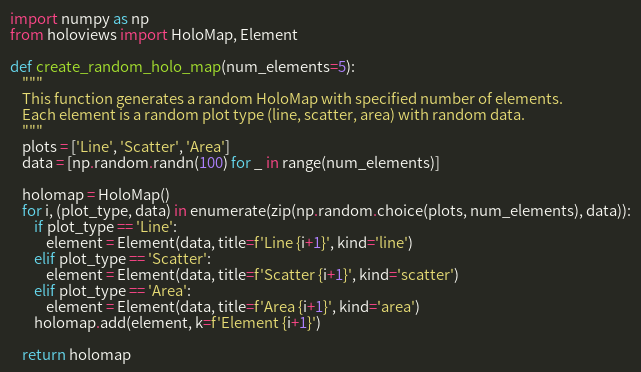 import numpy as np
from holoviews import HoloMap, Element

def create_random_holo_map(num_elements=5):
    """
    This function generates a random HoloMap with specified number of elements.
    Each element is a random plot type (line, scatter, area) with random data.
    """
    plots = ['Line', 'Scatter', 'Area']
    data = [np.random.randn(100) for _ in range(num_elements)]

    holomap = HoloMap()
    for i, (plot_type, data) in enumerate(zip(np.random.choice(plots, num_elements), data)):
        if plot_type == 'Line':
            element = Element(data, title=f'Line {i+1}', kind='line')
        elif plot_type == 'Scatter':
            element = Element(data, title=f'Scatter {i+1}', kind='scatter')
        elif plot_type == 'Area':
            element = Element(data, title=f'Area {i+1}', kind='area')
        holomap.add(element, k=f'Element {i+1}')

    return holomap